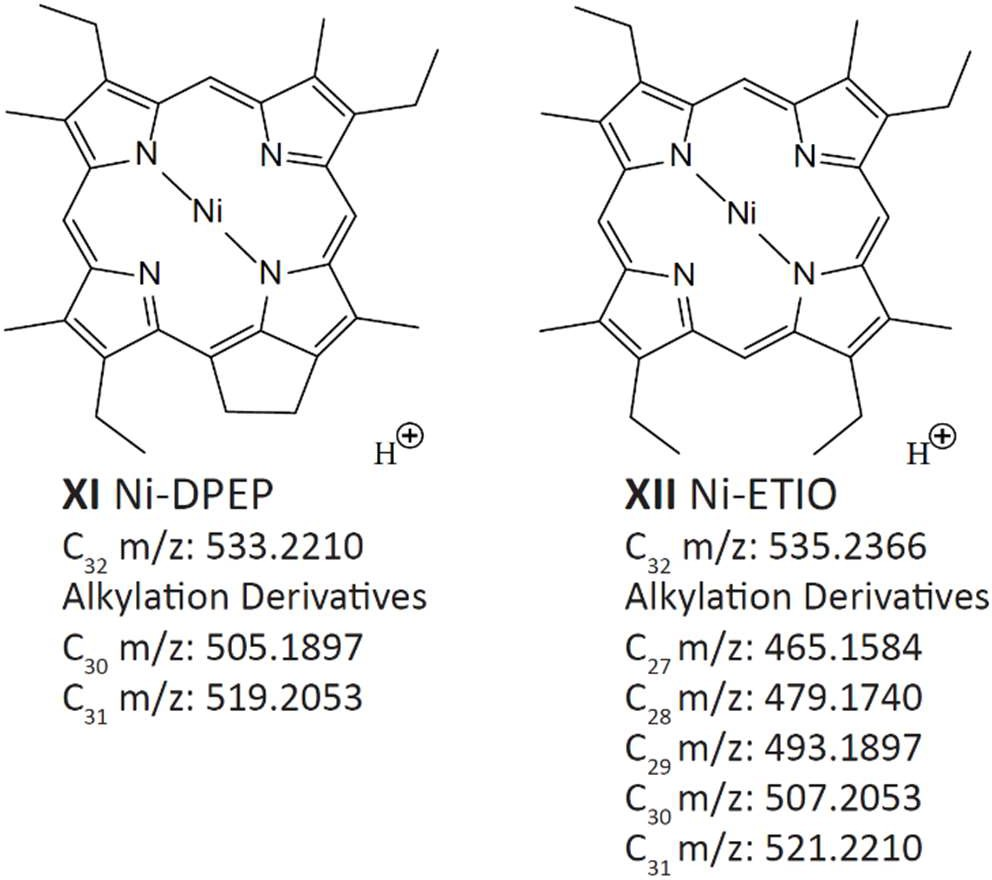 N
N
Ni
N
N
H⊕
XI Ni-DPEP
C32 m/z: 533.2210
Alkylation Derivatives
C30 m/z: 505.1897
C31 m/z: 519.2053
N
N
Ni
N
N
H⊕
XII Ni-ETIO
C32 m/z: 535.2366
Alkylation Derivatives
C27 m/z: 465.1584
C28 m/z: 479.1740
C29 m/z: 493.1897
C30 m/z: 507.2053
C31 m/z: 521.2210